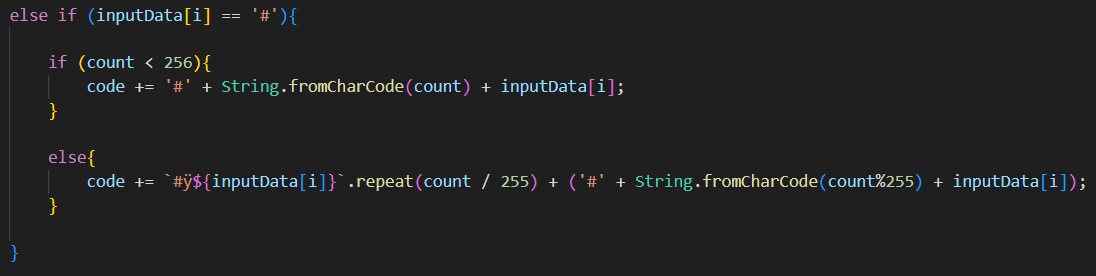 else if (inputData[i] == '#'){
if (count < 256){
code += '#' + String.fromCharCode(count) + inputData[i];
}
else{
code += `#ÿ${inputData[i]}`.repeat(count / 255) + ('#' + String.fromCharCode(count%255) + inputData[i]);
}
}